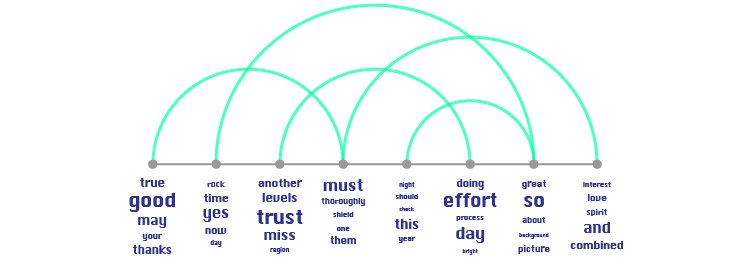 true
good
may
your
thanks
rock
time
yes
now
day
another
levels
trust
miss
region
must
thoroughly
shield
one
them
night
should
check
this
year
doing
effort
process
day
bright
great
so
about
background
picture
interest
love
spirit
and
combined